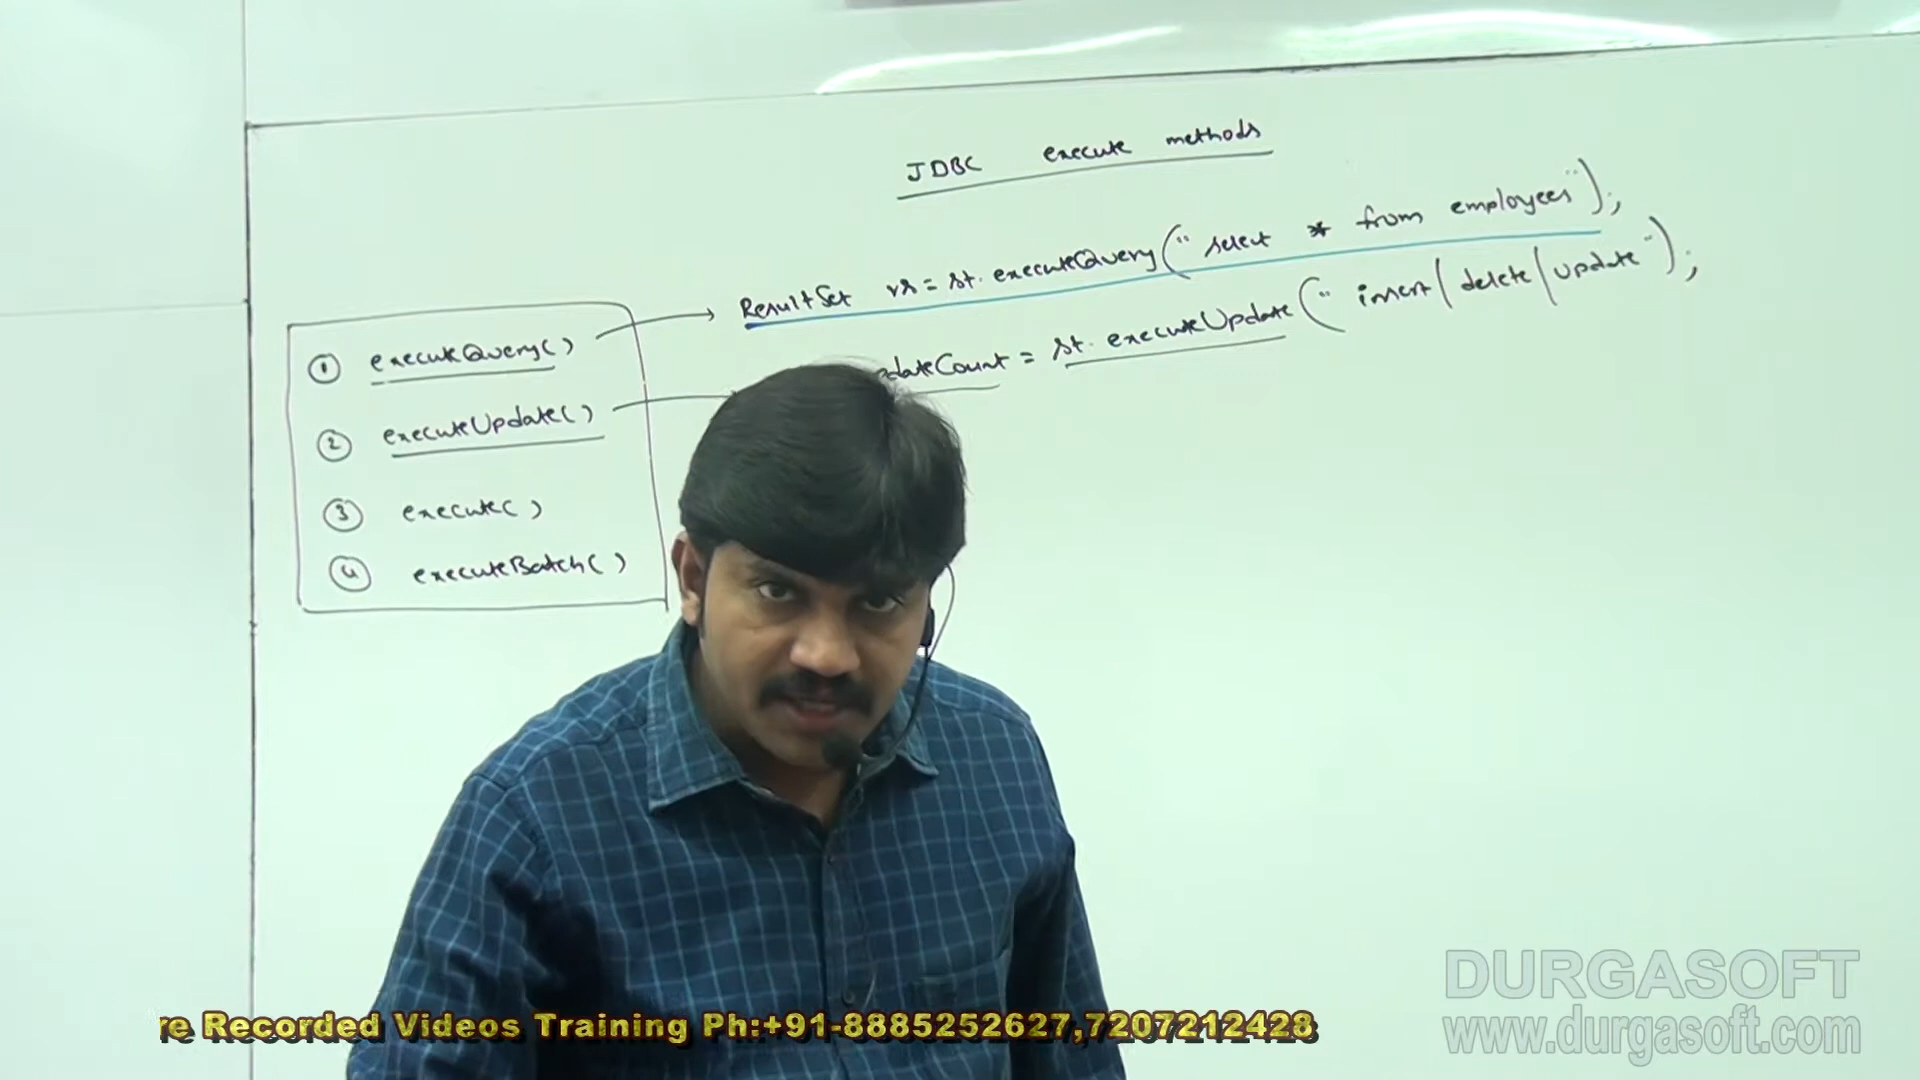 JDBC execute methods
ResultSet rs = st. executeQuery(" select * from employees");
pdateCount = st. executeUpdate (" insert/delete/update ");
① executeQuery()
② executeUpdate()
③ execute()
④ executeBatch()
re Recorded Videos Training Ph:+91-8885252627,7207212428
DURGASOFT
www.durgasoft.com